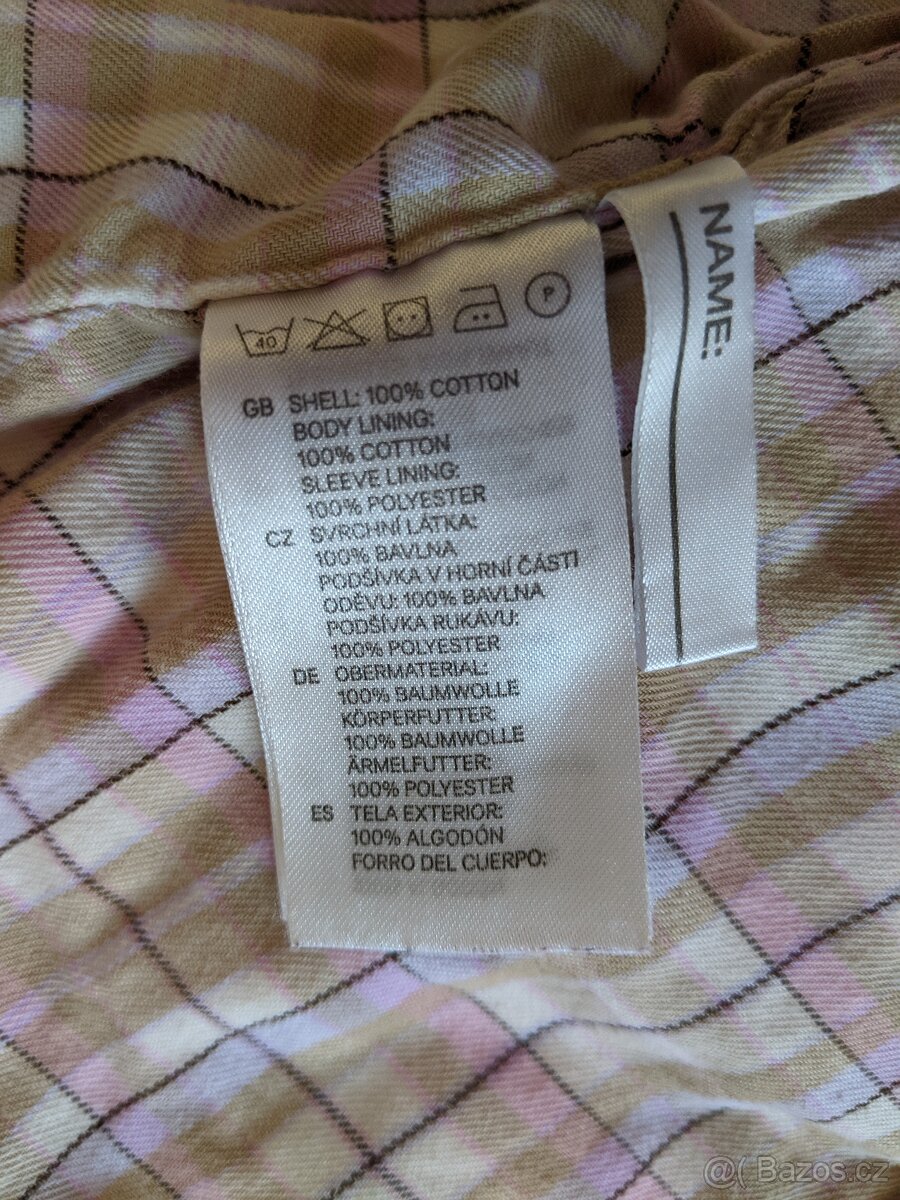 NAME:
40
P
GB SHELL: 100% COTTON
BODY LINING:
100% COTTON
SLEEVE LINING:
100% POLYESTER
CZ SVRCHNÍ LÁTKA:
100% BAVLNA
PODŠÍVKA V HORNÍ ČÁSTI
ODĚVU: 100% BAVLNA
PODŠÍVKA RUKÁVU:
100% POLYESTER
DE OBERMATERIAL:
100% BAUMWOLLE
KÖRPERFUTTER:
100% BAUMWOLLE
ÄRMELFUTTER:
100% POLYESTER
ES TELA EXTERIOR:
100% ALGODÓN
FORRO DEL CUERPO:
@( Bazos.cz